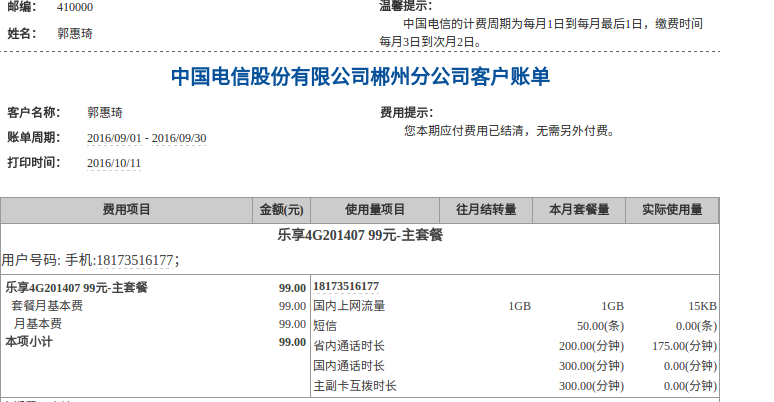 邮编： 410000
姓名： 郭惠琦
温馨提示：
中国电信的计费周期为每月1日到每月最后1日，缴费时间
每月3日到次月2日。
中国电信股份有限公司郴州分公司客户账单
客户名称： 郭惠琦
账单周期： 2016/09/01 - 2016/09/30
打印时间： 2016/10/11
费用提示：
您本期应付费用已结清，无需另外付费。
费用项目 金额(元) 使用量项目 往月结转量 本月套餐量 实际使用量
乐享4G201407 99元-主套餐
用户号码: 手机:18173516177；
乐享4G201407 99元-主套餐 99.00 18173516177
套餐月基本费 99.00 国内上网流量 1GB 1GB 15KB
月基本费 99.00 短信 50.00(条) 0.00(条)
本项小计 99.00 省内通话时长 200.00(分钟) 175.00(分钟)
国内通话时长 300.00(分钟) 0.00(分钟)
主副卡互拨时长 300.00(分钟) 0.00(分钟)